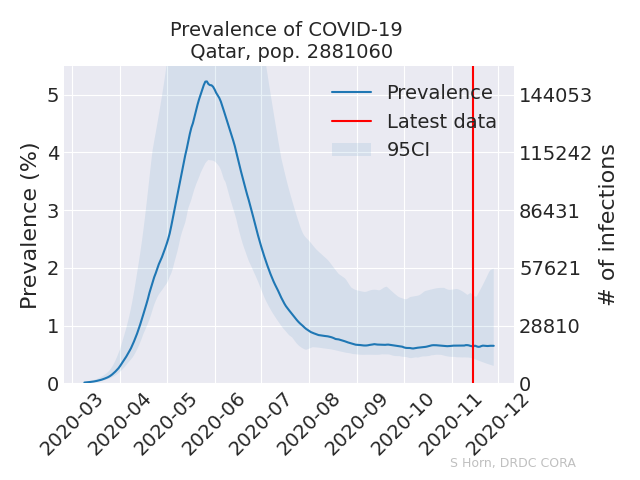 Prevalence of COVID-19
Qatar, pop. 2881060
Prevalence
Latest data
95CI
Prevalence (%)
5
4
3
2
1
0
144053
115242
86431
57621
28810
0
# of infections
2020-03
2020-04
2020-05
2020-06
2020-07
2020-08
2020-09
2020-10
2020-11
2020-12
S Horn, DRDC CORA